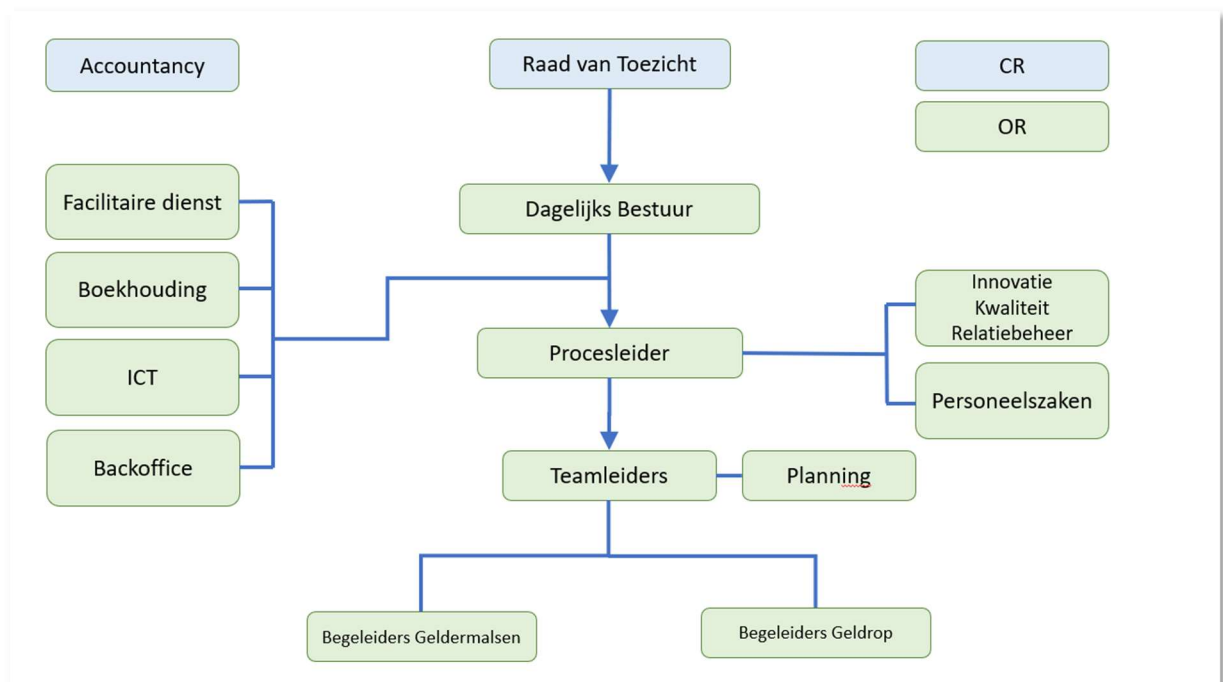 Accountancy
Raad van Toezicht
CR
OR
Facilitaire dienst
Dagelijks Bestuur
Boekhouding
Innovatie
Kwaliteit
Relatiebeheer
Procesleider
ICT
Personeelszaken
Backoffice
Teamleiders
Planning
Begeleiders Geldermalsen
Begeleiders Geldrop